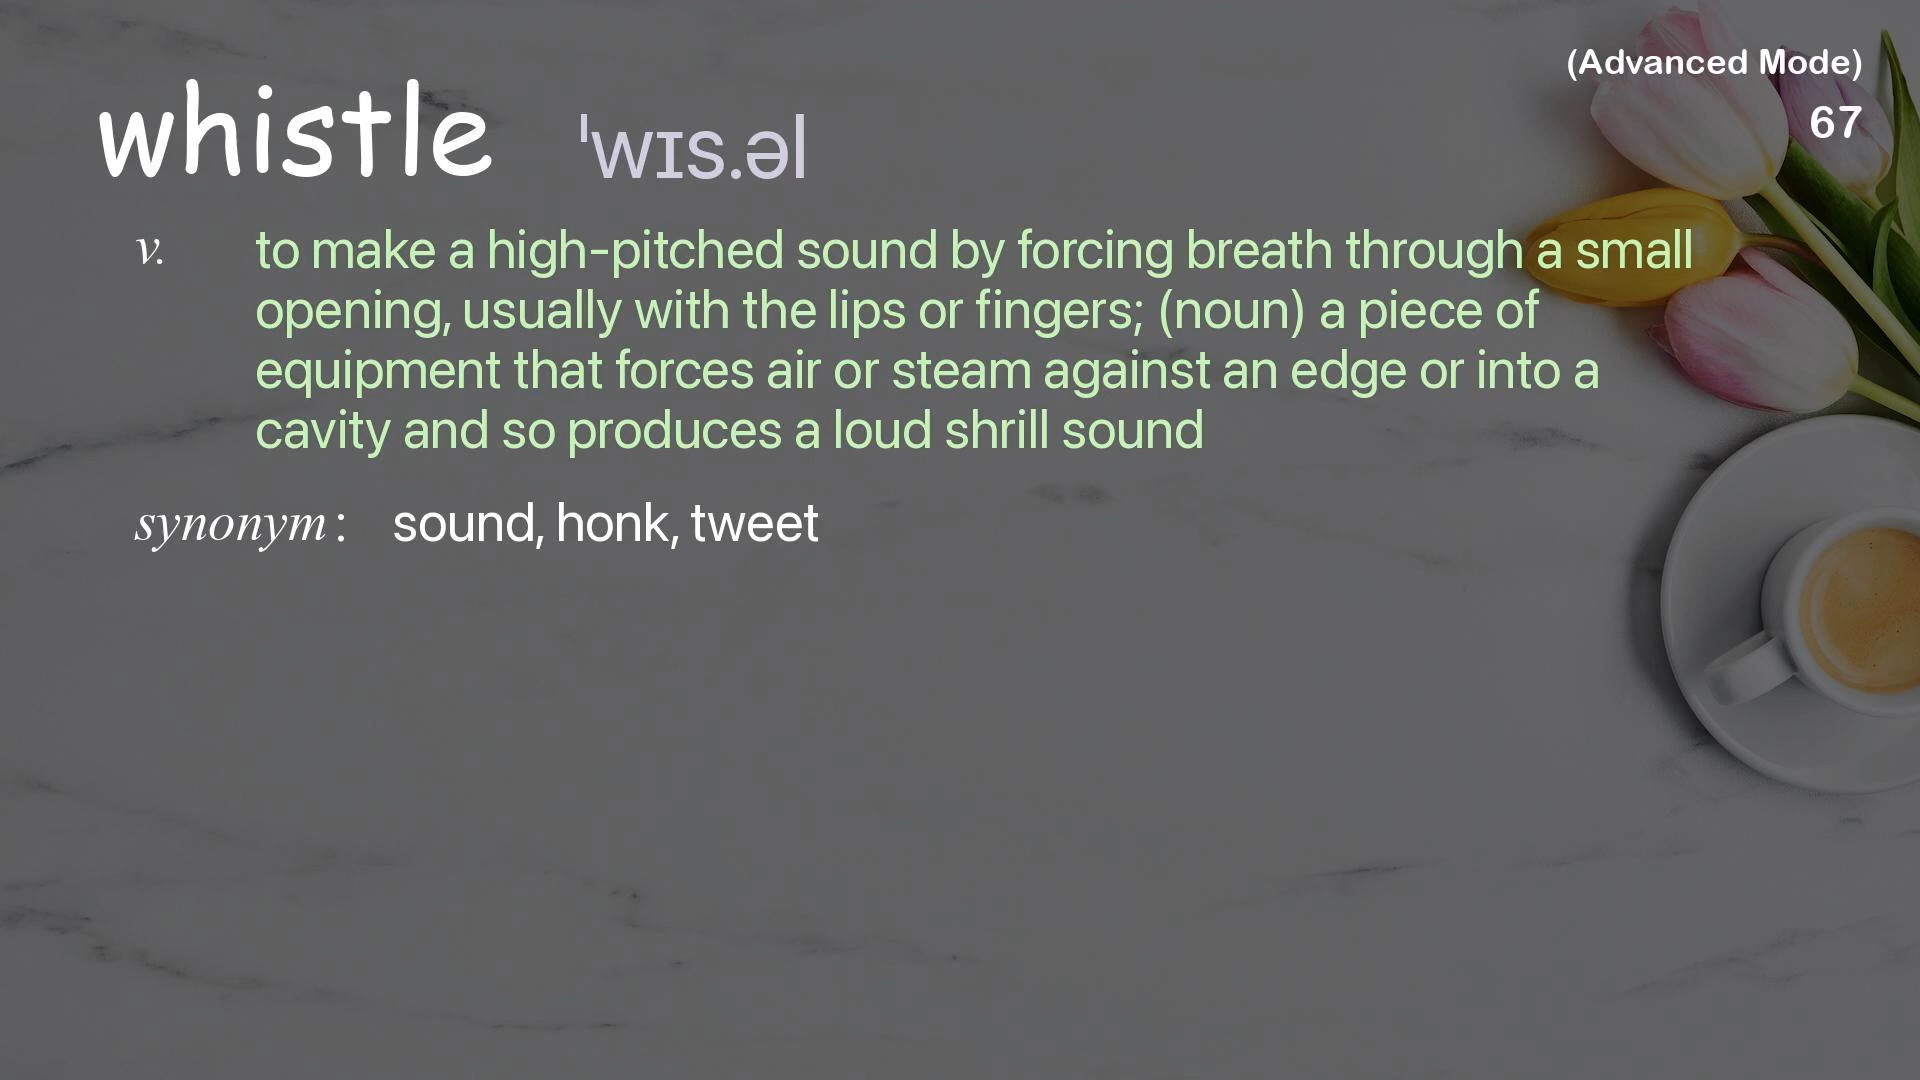 (Advanced Mode)
67
whistle ˈwɪs.əl
v. to make a high-pitched sound by forcing breath through a small
opening, usually with the lips or fingers; (noun) a piece of
equipment that forces air or steam against an edge or into a
cavity and so produces a loud shrill sound
synonym: sound, honk, tweet